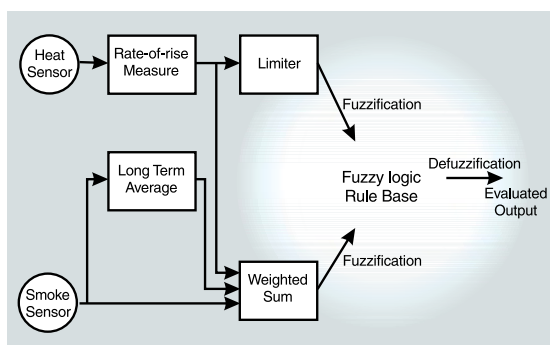 Heat
Sensor
Rate-of-rise
Measure
Limiter
Fuzzification
Long Term
Average
Fuzzy logic
Rule Base
Defuzzification
Evaluated
Output
Fuzzification
Smoke
Sensor
Weighted
Sum